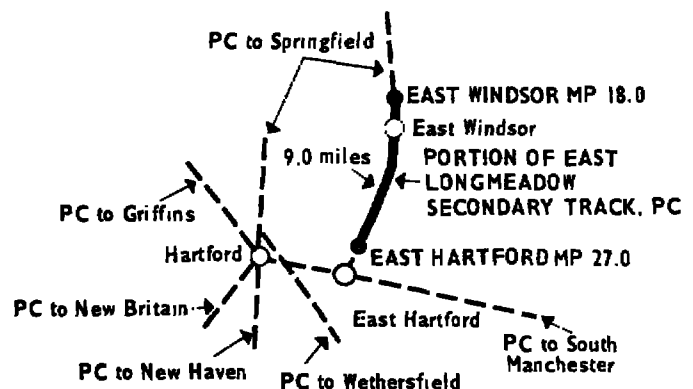 PC to Springfield
EAST WINDSOR MP 18.0
East Windsor
9.0 miles
PORTION OF EAST
LONGMEADOW
SECONDARY TRACK, PC
PC to Griffins
Hartford
EAST HARTFORD MP 27.0
PC to New Britain
East Hartford
PC to South
Manchester
PC to New Haven
PC to Wethersfield